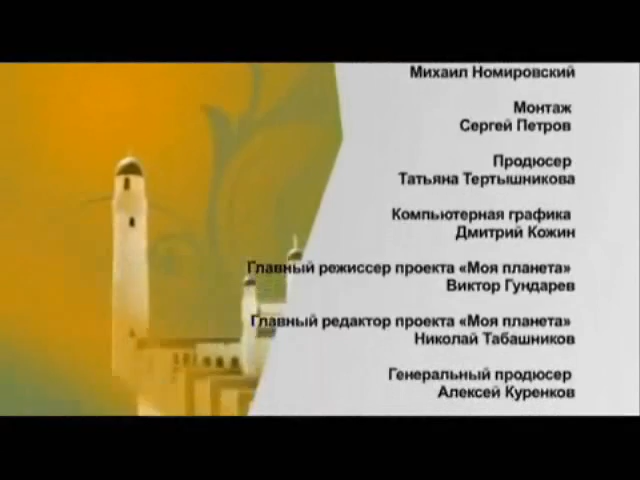 Михаил Номировский
Монтаж
Сергей Петров
Продюсер
Татьяна Тертышникова
Компьютерная графика
Дмитрий Кожин
Главный режиссер проекта «Моя планета»
Виктор Гундарев
Главный редактор проекта «Моя планета»
Николай Табашников
Генеральный продюсер
Алексей Куренков